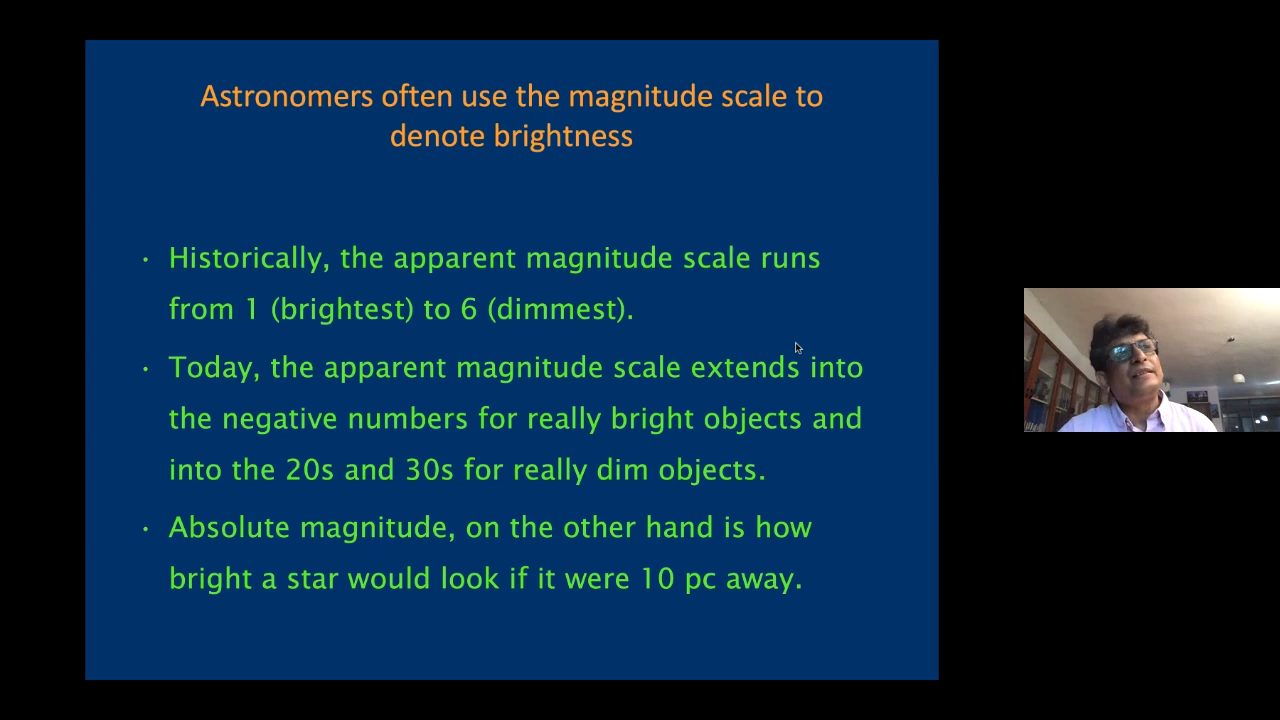 Astronomers often use the magnitude scale to
denote brightness
• Historically, the apparent magnitude scale runs
from 1 (brightest) to 6 (dimmest).
• Today, the apparent magnitude scale extends into
the negative numbers for really bright objects and
into the 20s and 30s for really dim objects.
• Absolute magnitude, on the other hand is how
bright a star would look if it were 10 pc away.